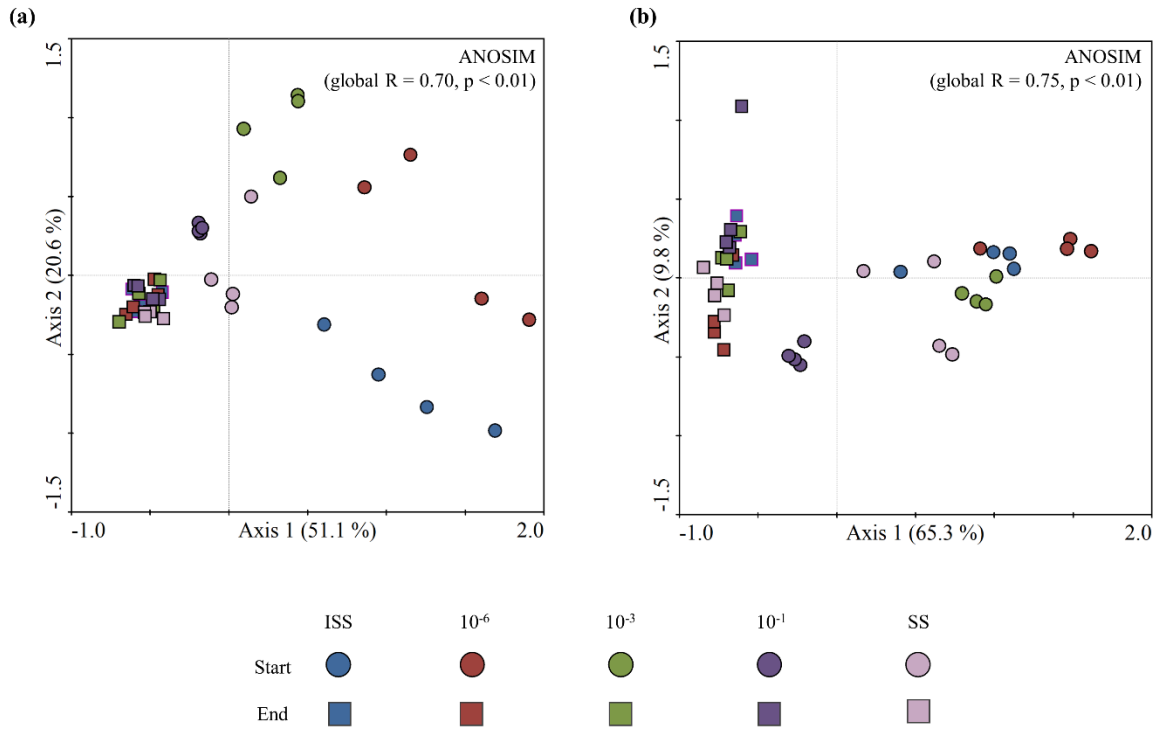 (a)
(b)
1.5
ANOSIM
(global R = 0.70, p < 0.01)
Axis 2 (20.6 %)
-1.5
-1.0
Axis 1 (51.1 %)
2.0
1.5
ANOSIM
(global R = 0.75, p < 0.01)
Axis 2 (9.8 %)
-1.5
-1.0
Axis 1 (65.3 %)
2.0
ISS 10⁻⁶ 10⁻³ 10⁻¹ SS
Start
End